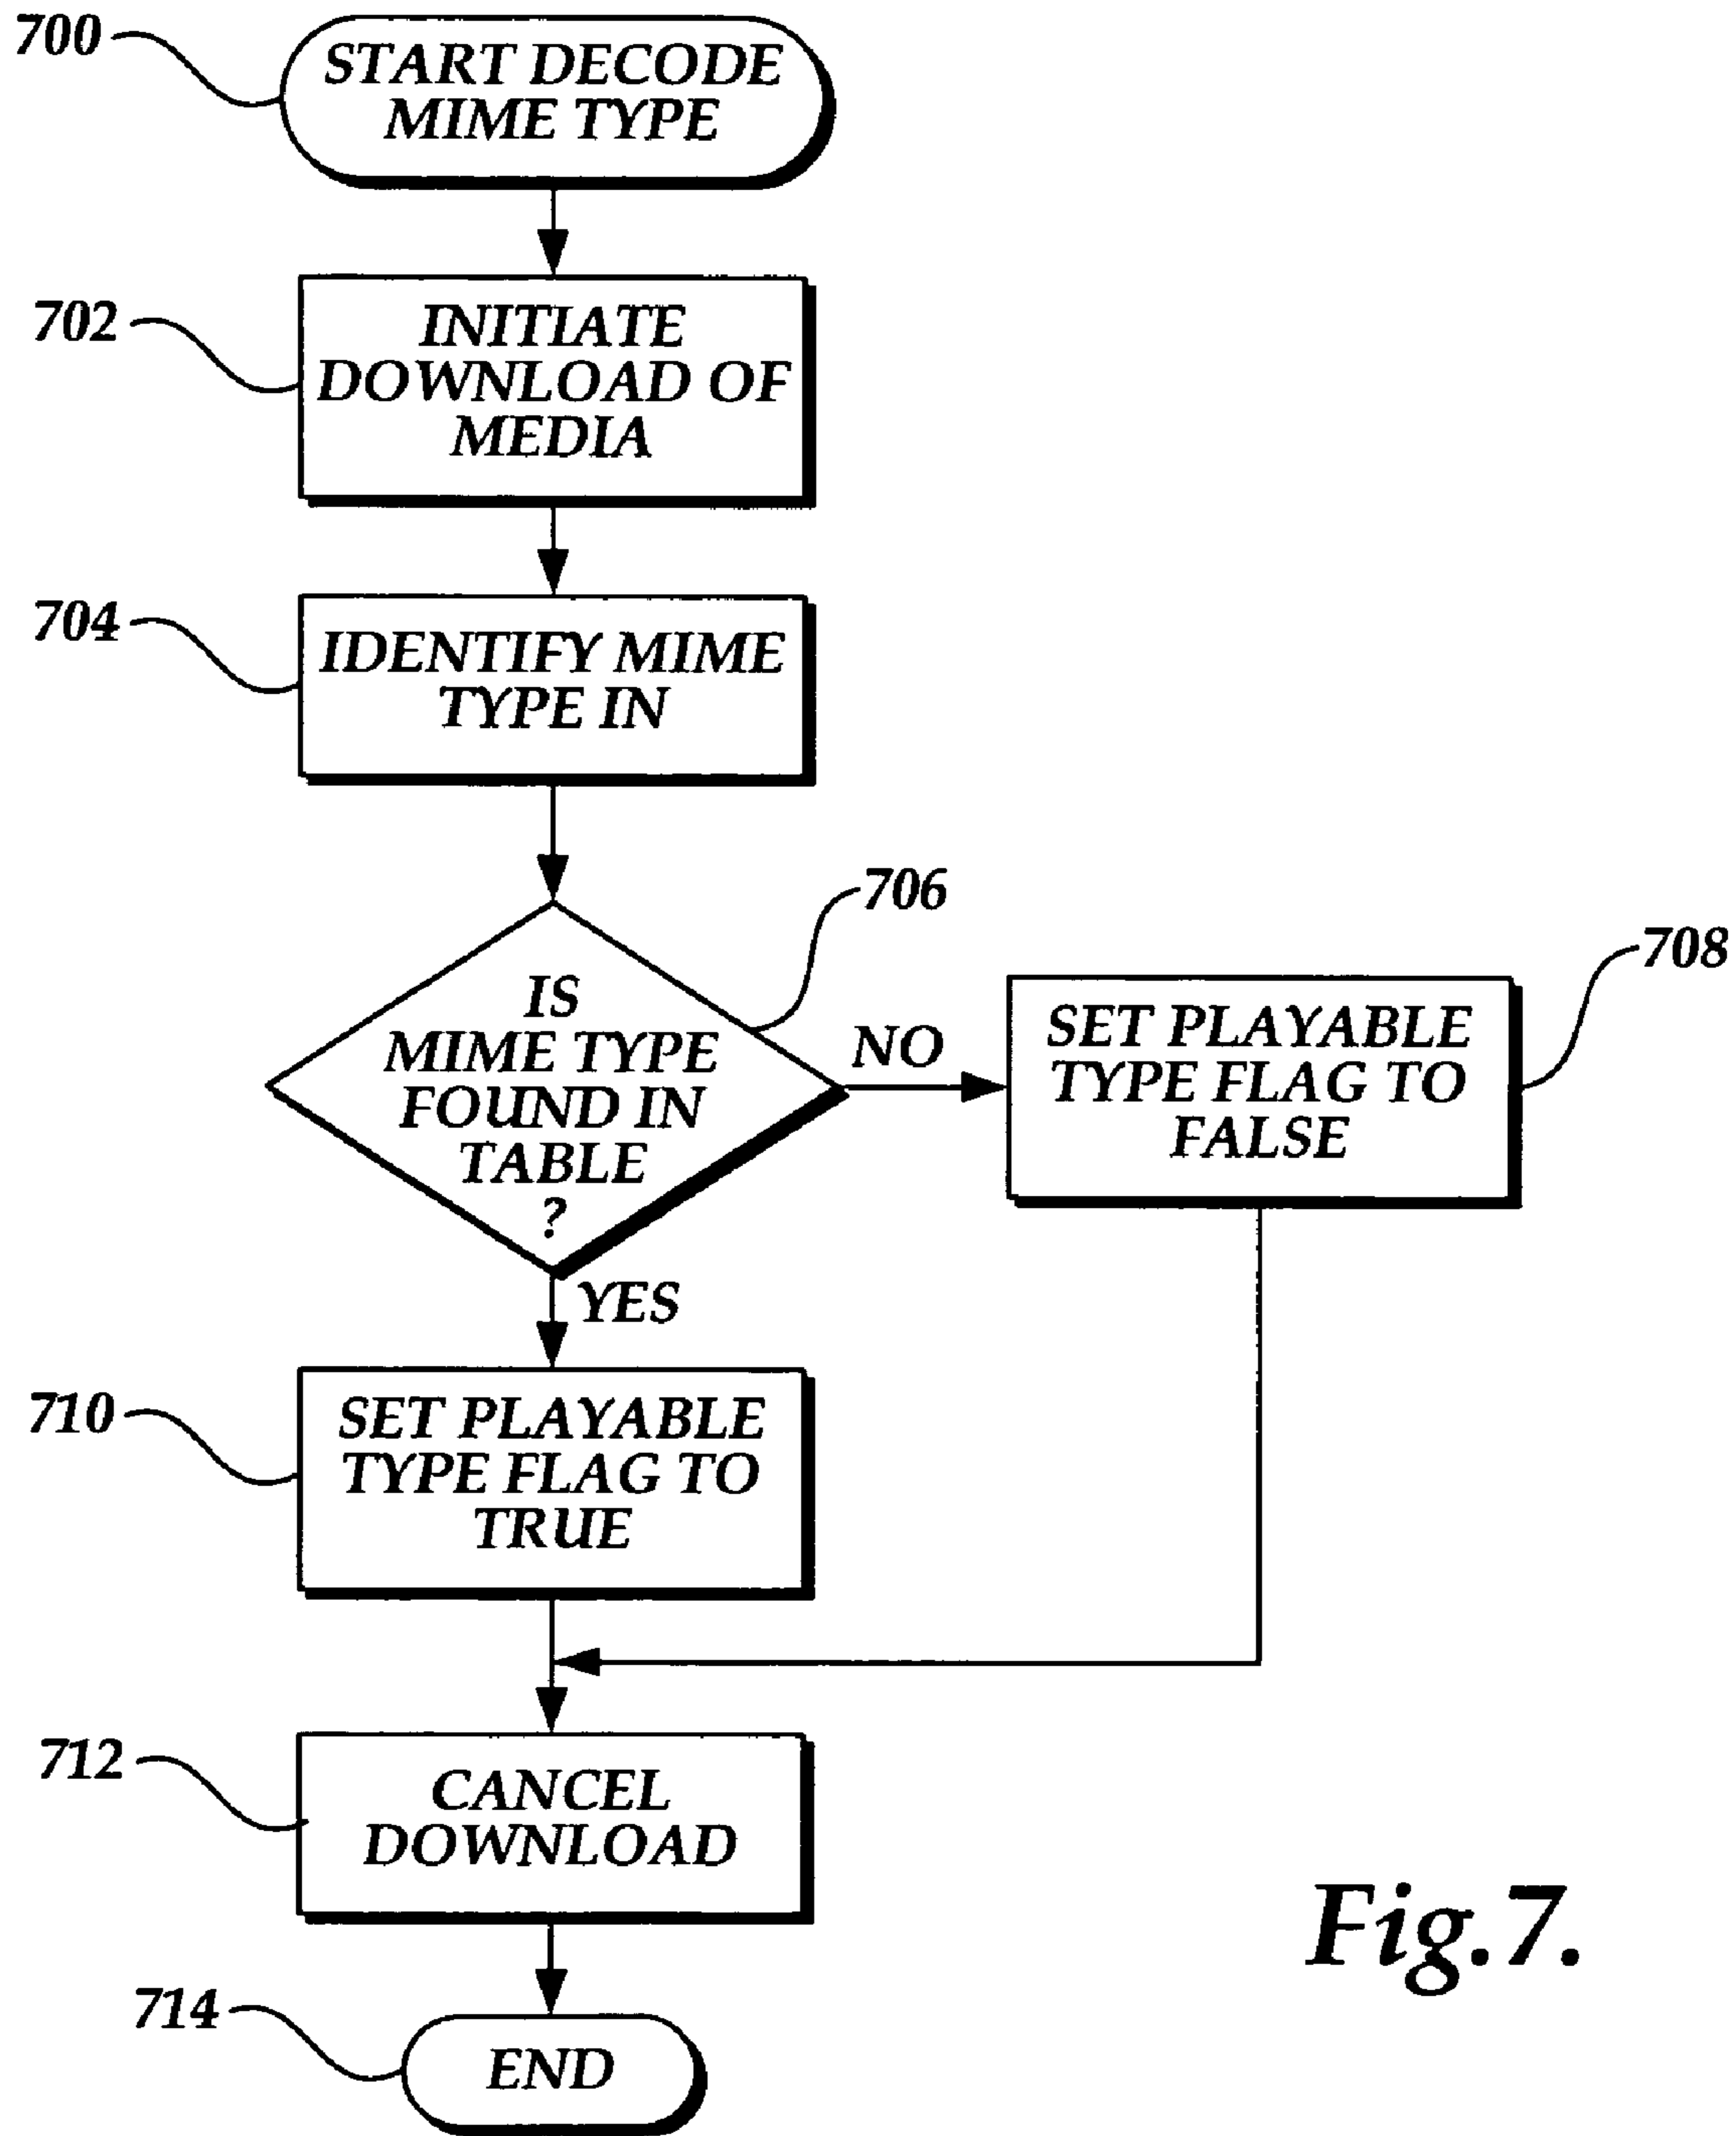 700
START DECODE
MIME TYPE
702
INITIATE
DOWNLOAD OF
MEDIA
704
IDENTIFY MIME
TYPE IN
706
IS
MIME TYPE
FOUND IN
TABLE
?
NO
708
SET PLAYABLE
TYPE FLAG TO
FALSE
YES
710
SET PLAYABLE
TYPE FLAG TO
TRUE
712
CANCEL
DOWNLOAD
714
END
Fig.7.